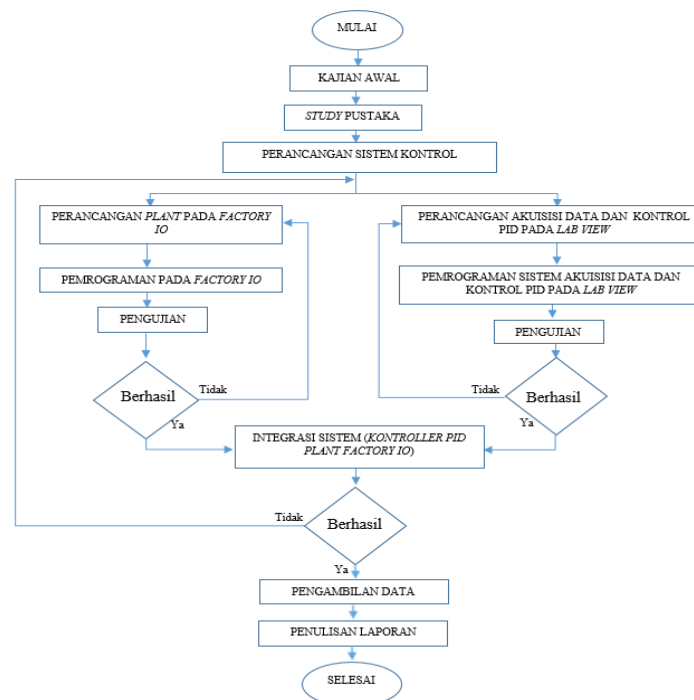 MULAI
KAJIAN AWAL
STUDY PUSTAKA
PERANCANGAN SISTEM KONTROL
PERANCANGAN PLANT PADA FACTORY
IO
PEMROGRAMAN PADA FACTORY IO
PENGUJIAN
Berhasil
Tidak
Ya
PERANCANGAN AKUISISI DATA DAN KONTROL
PID PADA LAB VIEW
PEMROGRAMAN SISTEM AKUISISI DATA DAN
KONTROL PID PADA LAB VIEW
PENGUJIAN
Berhasil
Tidak
Ya
INTEGRASI SISTEM (KONTROLLER PID
PLANT FACTORY IO)
Berhasil
Tidak
Ya
PENGAMBILAN DATA
PENULISAN LAPORAN
SELESAI